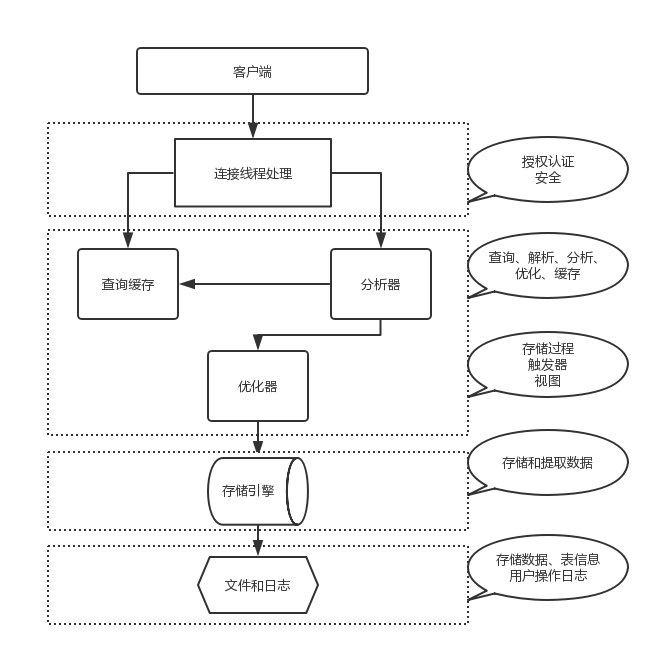 客户端
连接线程处理
授权认证
安全
查询缓存
分析器
查询、解析、分析、
优化、缓存
优化器
存储过程
触发器
视图
存储引擎
存储和提取数据
文件和日志
存储数据、表信息
用户操作日志